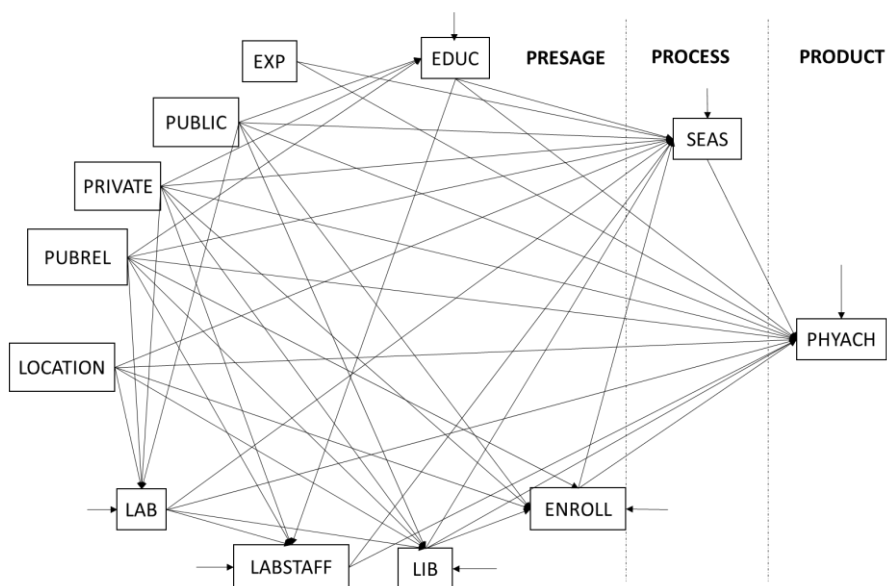 EXP
EDUC
PRESAGE
PROCESS
PRODUCT
PUBLIC
SEAS
PRIVATE
PUBREL
PHYACH
LOCATION
LAB
ENROLL
LABSTAFF
LIB